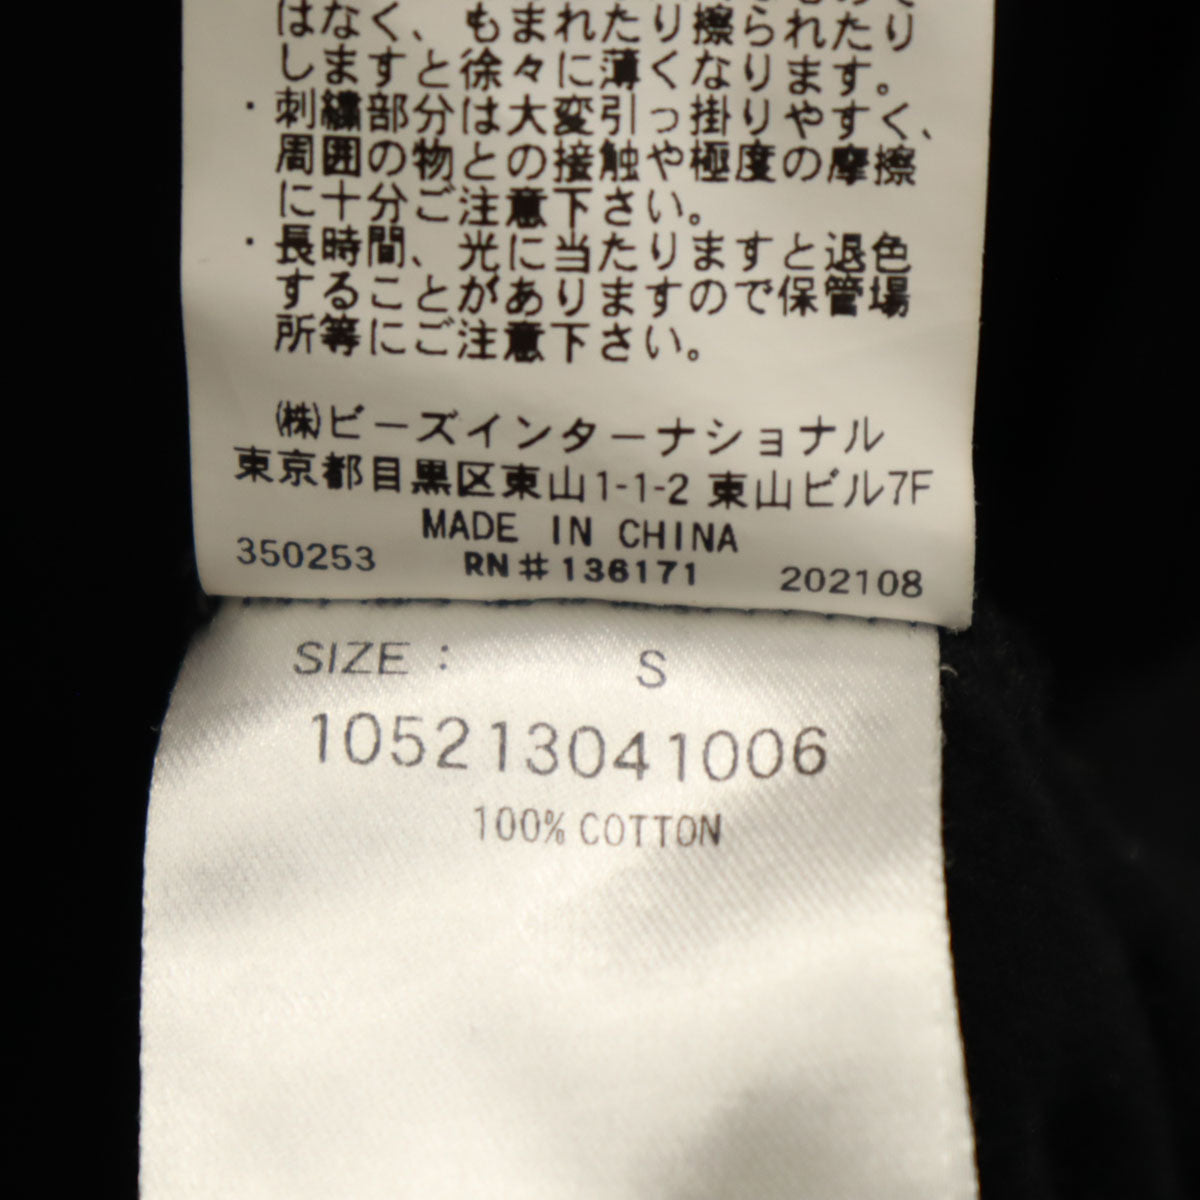 はなく、もまれたり擦られたり
しますと徐々に薄くなります。
・刺繍部分は大変引っ掛りやすく、
周囲の物との接触や極度の摩擦
に十分ご注意下さい。
・長時間、光に当たりますと退色
することがありますので保管場
所等にご注意下さい。
㈱ビーズインターナショナル
東京都目黒区東山1-1-2 東山ビル7F
MADE IN CHINA
350253 RN#136171 202108
SIZE : S
105213041006
100% COTTON